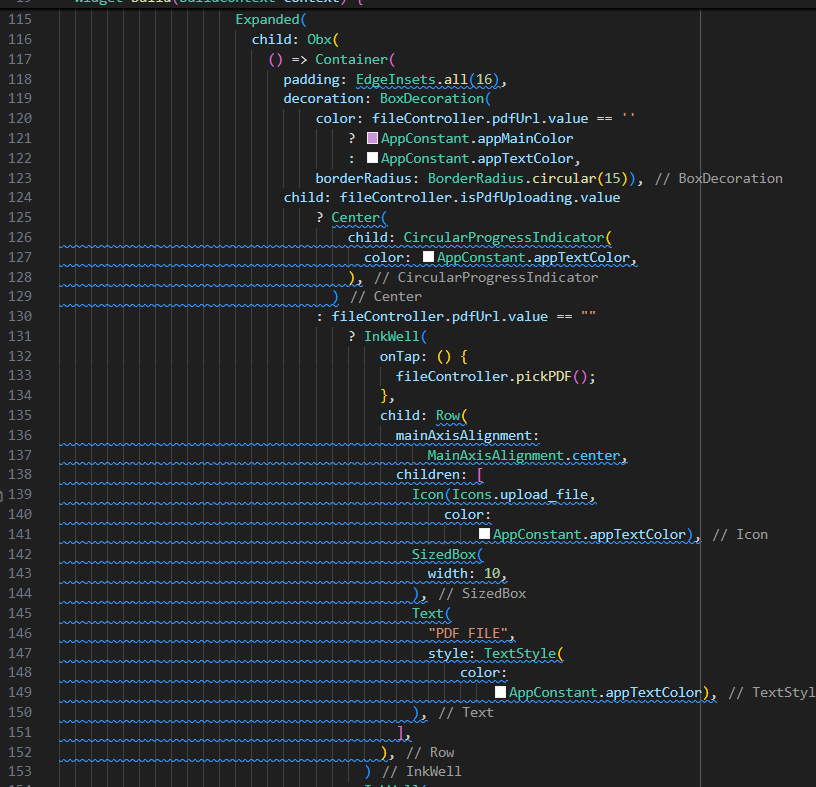 115 Expanded(
116 child: Obx(
117 () => Container(
118 padding: EdgeInsets.all(16),
119 decoration: BoxDecoration(
120 color: fileController.pdfUrl.value == ''
121 ? AppConstant.appMainColor
122 : AppConstant.appTextColor,
123 borderRadius: BorderRadius.circular(15)), // BoxDecoration
124 child: fileController.isPdfUploading.value
125 ? Center(
126 child: CircularProgressIndicator(
127 color: AppConstant.appTextColor,
128 ), // CircularProgressIndicator
129 ) // Center
130 : fileController.pdfUrl.value == ""
131 ? InkWell(
132 onTap: () {
133 fileController.pickPDF();
134 },
135 child: Row(
136 mainAxisAlignment:
137 MainAxisAlignment.center,
138 children: [
139 Icon(Icons.upload_file,
140 color:
141 AppConstant.appTextColor), // Icon
142 SizedBox(
143 width: 10,
144 ), // SizedBox
145 Text(
146 "PDF FILE",
147 style: TextStyle(
148 color:
149 AppConstant.appTextColor), // TextStyl
150 ), // Text
151 ],
152 ), // Row
153 ) // InkWell